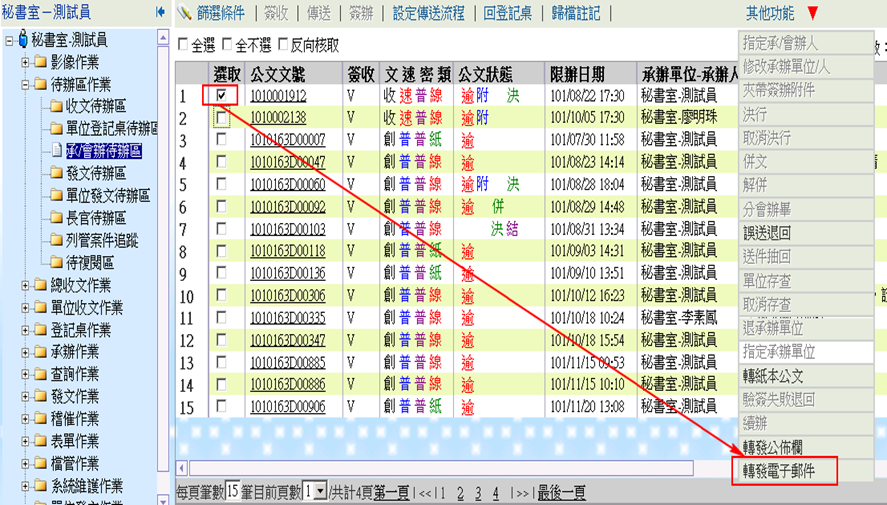 秘書室－測試員
秘書室-測試員
影像作業
待辦區作業
收文待辦區
單位登記桌待辦區
承/會辦待辦區
發文待辦區
單位發文待辦區
長官待辦區
列管案件追蹤
待複閱區
總收文作業
單位收文作業
登記桌作業
承辦作業
查詢作業
發文作業
稽催作業
表單作業
檔管作業
系統維護作業
篩選條件 | 簽收 | 傳送 | 簽辦 | 設定傳送流程 | 回登記桌 | 歸檔註記 | 其他功能 ▼
全選 全不選 反向核取
選取 公文文號 簽收 文 速 密 類 公文狀態 限辦日期 承辦單位-承辦人
1 1010001912 V 收 速 普 線 逾 附 決 101/08/22 17:30 秘書室-測試員
2 1010002138 V 收 速 普 線 逾 附 101/10/05 17:30 秘書室-廖明珠
3 1010163D00007 V 創 普 普 紙 逾 101/07/30 11:58 秘書室-測試員
4 1010163D00047 V 創 普 普 線 逾 101/08/23 14:14 秘書室-測試員
5 1010163D00060 V 創 普 普 線 逾 附 決 101/08/28 18:04 秘書室-測試員
6 1010163D00092 V 創 普 普 線 逾 併 101/08/29 14:48 秘書室-測試員
7 1010163D00103 V 創 普 普 線 決 結 101/08/31 13:34 秘書室-測試員
8 1010163D00118 V 創 普 普 紙 逾 101/09/03 14:31 秘書室-測試員
9 1010163D00136 V 創 普 普 紙 逾 101/09/10 13:51 秘書室-測試員
10 1010163D00306 V 創 普 普 線 逾 101/10/12 16:23 秘書室-測試員
11 1010163D00335 V 創 普 普 線 逾 101/10/18 10:24 秘書室-李素鳳
12 1010163D00347 V 創 普 普 線 逾 101/10/18 15:54 秘書室-測試員
13 1010163D00885 V 創 普 普 線 逾 101/11/15 09:53 秘書室-測試員
14 1010163D00886 V 創 普 普 線 逾 101/11/15 10:10 秘書室-測試員
15 1010163D00906 V 創 普 普 紙 逾 101/11/20 13:08 秘書室-測試員
指定承/會辦人
修改承辦單位/人
夾帶簽辦附件
決行
取消決行
併文
解併
分會辦畢
誤送退回
送件抽回
單位存查
取消存查
退承辦單位
指定承辦單位
轉紙本公文
驗簽失敗退回
續辦
轉發公佈欄
轉發電子郵件
每頁筆數 15 筆目前頁數 1 /共計4頁 第一頁 | <<|1 2 3 4 |>> | 最後一頁